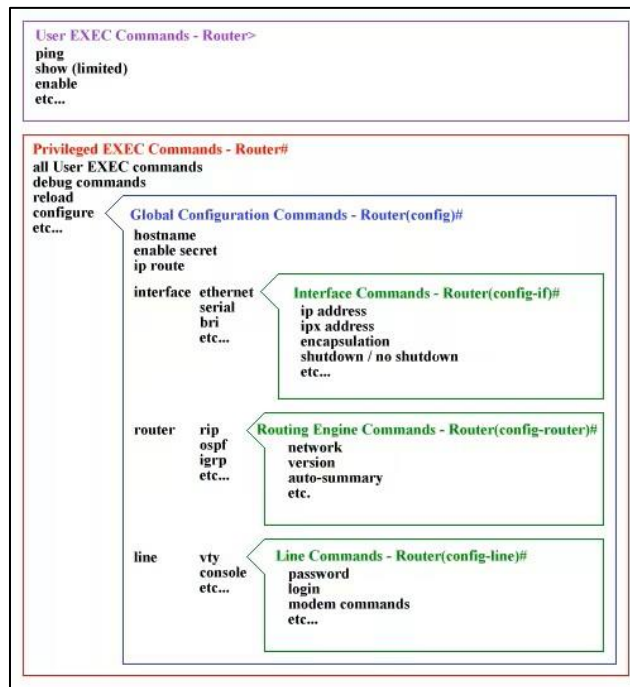 User EXEC Commands - Router>
ping
show (limited)
enable
etc...
Privileged EXEC Commands - Router#
all User EXEC commands
debug commands
reload
configure
etc...
Global Configuration Commands - Router(config)#
hostname
enable secret
ip route
interface ethernet
serial
bri
etc...
Interface Commands - Router(config-if)#
ip address
ipx address
encapsulation
shutdown / no shutdown
etc...
router rip
ospf
igrp
etc...
Routing Engine Commands - Router(config-router)#
network
version
auto-summary
etc.
line vty
console
etc...
Line Commands - Router(config-line)#
password
login
modem commands
etc...